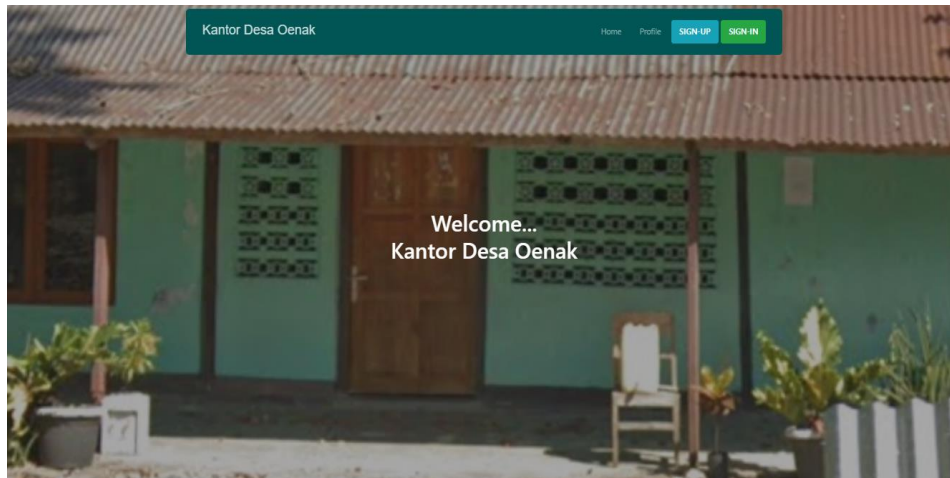 Kantor Desa Oenak
Home Profile SIGN-UP SIGN-IN
Welcome...
Kantor Desa Oenak